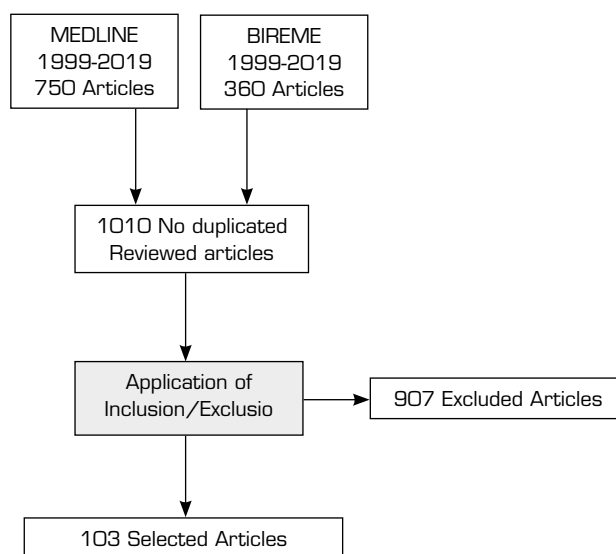 MEDLINE
1999-2019
750 Articles
BIREME
1999-2019
360 Articles
1010 No duplicated
Reviewed articles
Application of
Inclusion/Exclusio
907 Excluded Articles
103 Selected Articles